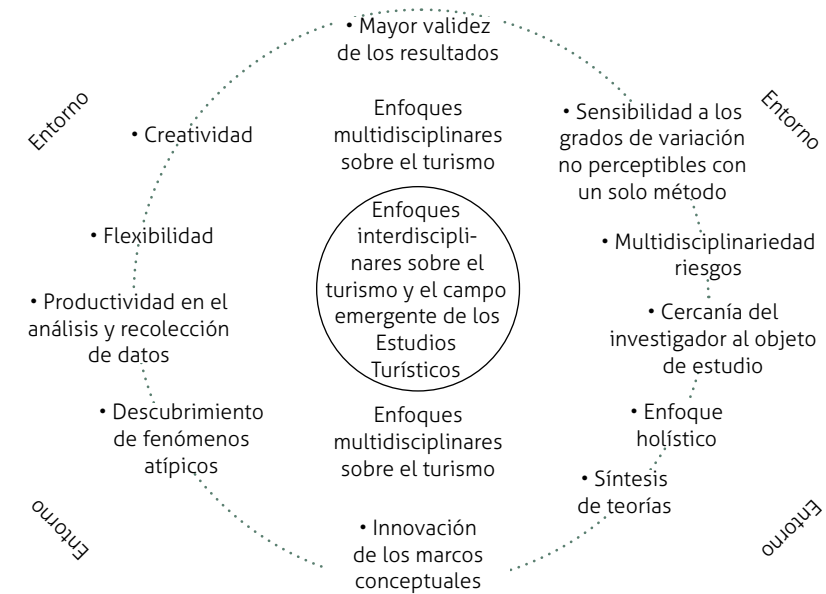 • Mayor validez
de los resultados
Entorno
Entorno
• Creatividad
Enfoques
multidisciplinares
sobre el turismo
• Sensibilidad a los
grados de variación
no perceptibles con
un solo método
• Flexibilidad
Enfoques
interdiscipli-
nares sobre el
turismo y el campo
emergente de los
Estudios
Turísticos
• Multidisciplinariedad
riesgos
• Productividad en el
análisis y recolección
de datos
• Cercanía del
investigador al objeto
de estudio
• Descubrimiento
de fenómenos
atípicos
Enfoques
multidisciplinares
sobre el turismo
• Enfoque
holístico
• Síntesis
de teorías
Entorno
Entorno
• Innovación
de los marcos
conceptuales